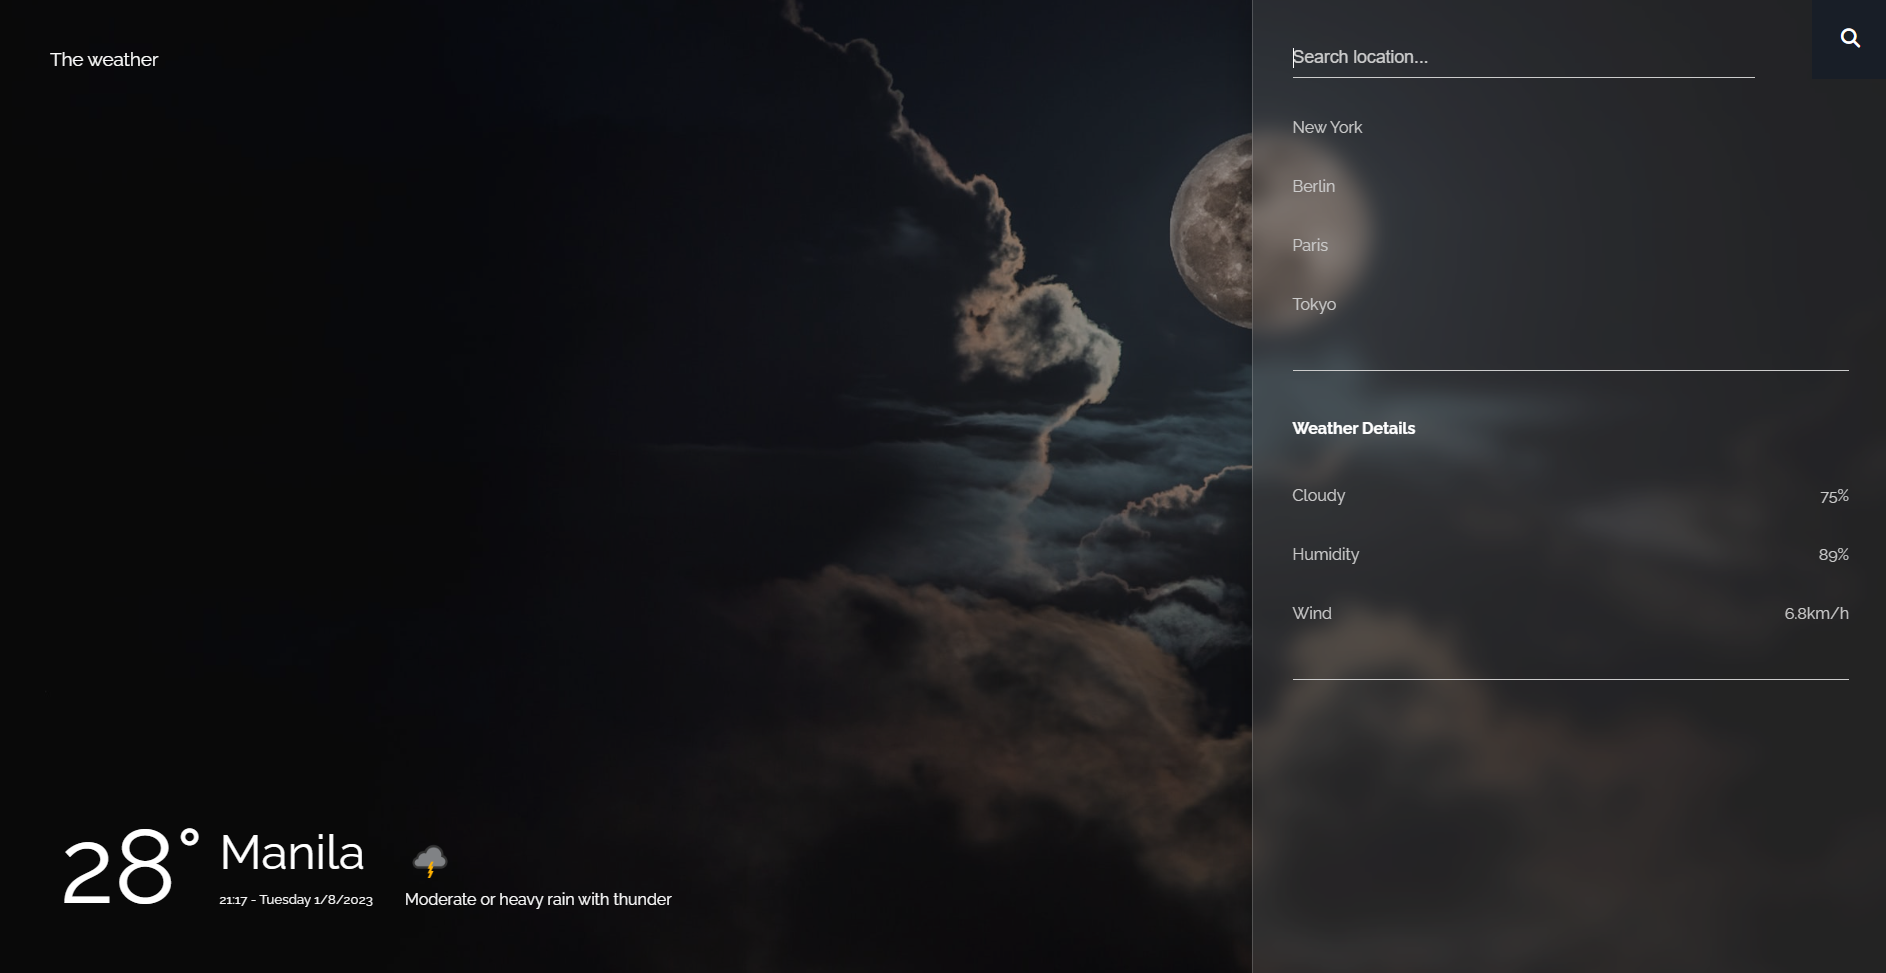 The weather
28°
Manila
21:17 - Tuesday 1/8/2023
Moderate or heavy rain with thunder
Search location...
New York
Berlin
Paris
Tokyo
Weather Details
Cloudy 75%
Humidity 89%
Wind 6.8km/h